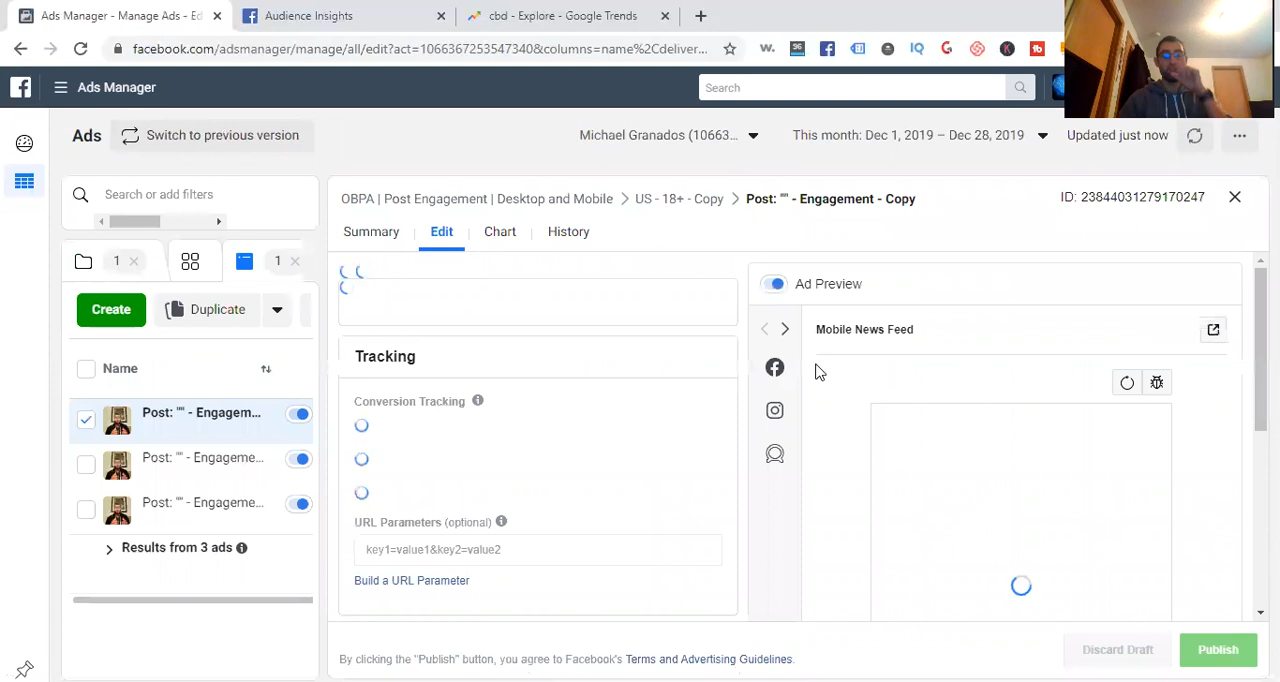 Ads Manager - Manage Ads - Ed
Audience Insights
cbd - Explore - Google Trends
facebook.com/adsmanager/manage/all/edit?act=1066367253547340&columns=name%2Cdeliver...
Ads Manager
Search
Ads
Switch to previous version
Michael Granados (10663...
This month: Dec 1, 2019 – Dec 28, 2019
Updated just now
Search or add filters
OBPA | Post Engagement | Desktop and Mobile
US - 18+ - Copy
Post: "" - Engagement - Copy
ID: 23844031279170247
Summary
Edit
Chart
History
1
1
Create
Duplicate
Name
Post: "" - Engagem...
Post: "" - Engageme...
Post: "" - Engageme...
Results from 3 ads
Ad Preview
Mobile News Feed
Tracking
Conversion Tracking
URL Parameters (optional)
key1=value1&key2=value2
Build a URL Parameter
By clicking the "Publish" button, you agree to Facebook's Terms and Advertising Guidelines.
Discard Draft
Publish